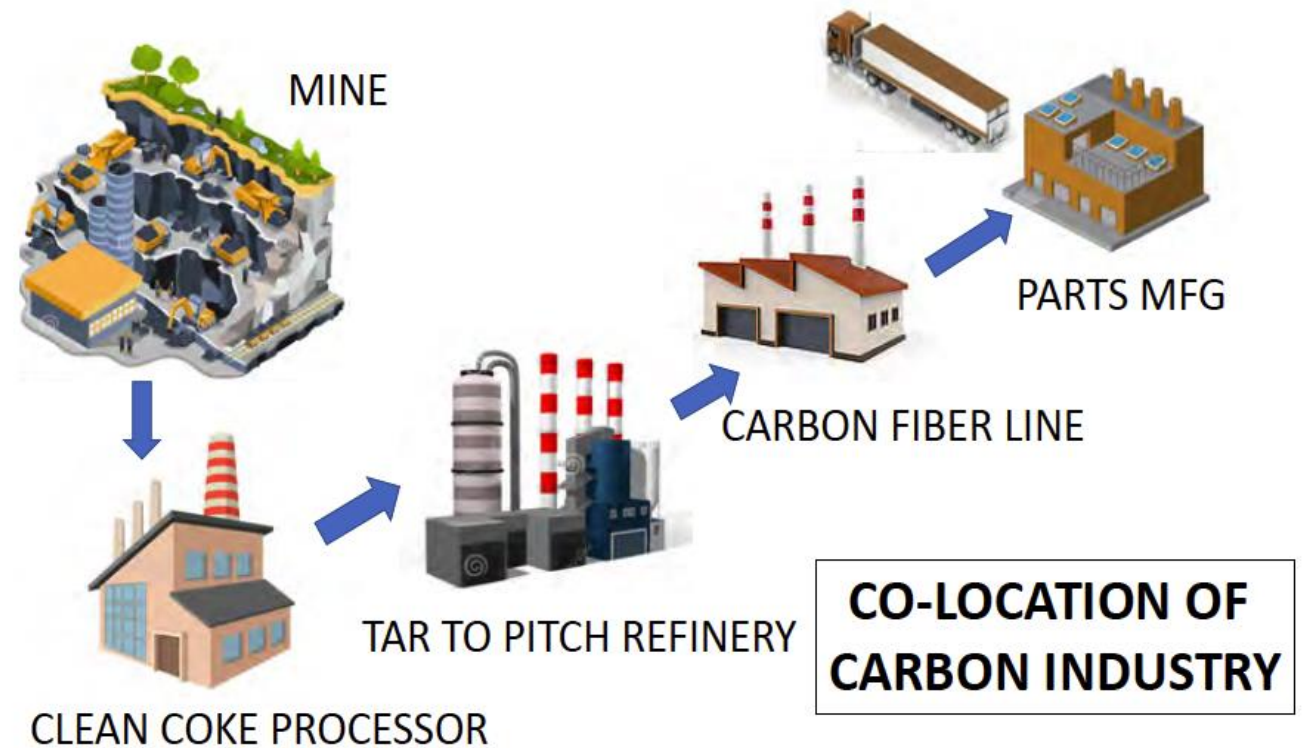 MINE
CLEAN COKE PROCESSOR
TAR TO PITCH REFINERY
CARBON FIBER LINE
PARTS MFG
CO-LOCATION OF
CARBON INDUSTRY